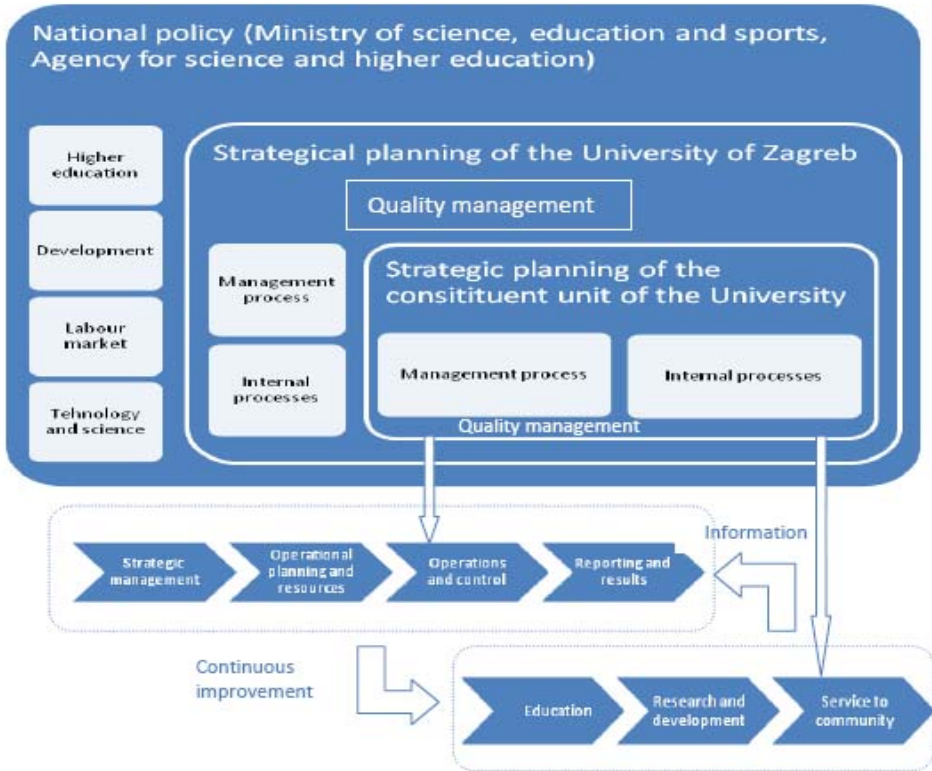 National policy (Ministry of science, education and sports,
Agency for science and higher education)
Higher
education
Development
Labour
market
Tehnology
and science
Strategical planning of the University of Zagreb
Quality management
Management
process
Internal
processes
Strategic planning of the
consitituent unit of the University
Management process
Internal processes
Quality management
Strategic
management
Operational
planning and
resources
Operations
and control
Reporting and
results
Information
Continuous
improvement
Education
Research and
development
Service to
community